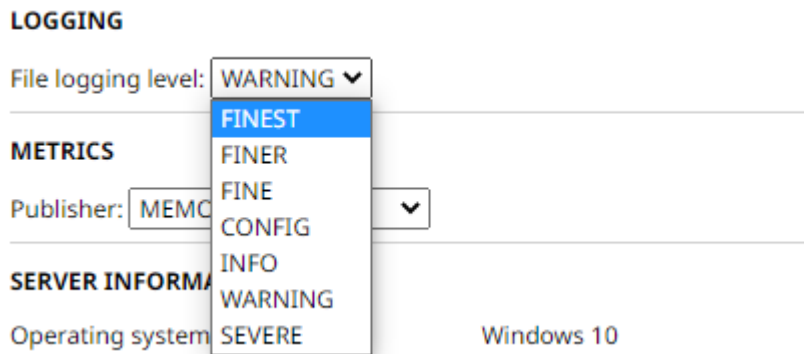 LOGGING
File logging level: WARNING
FINEST
METRICS
FINER
FINE
Publisher: MEMO
CONFIG
INFO
SERVER INFORMA
WARNING
Operating system SEVERE Windows 10